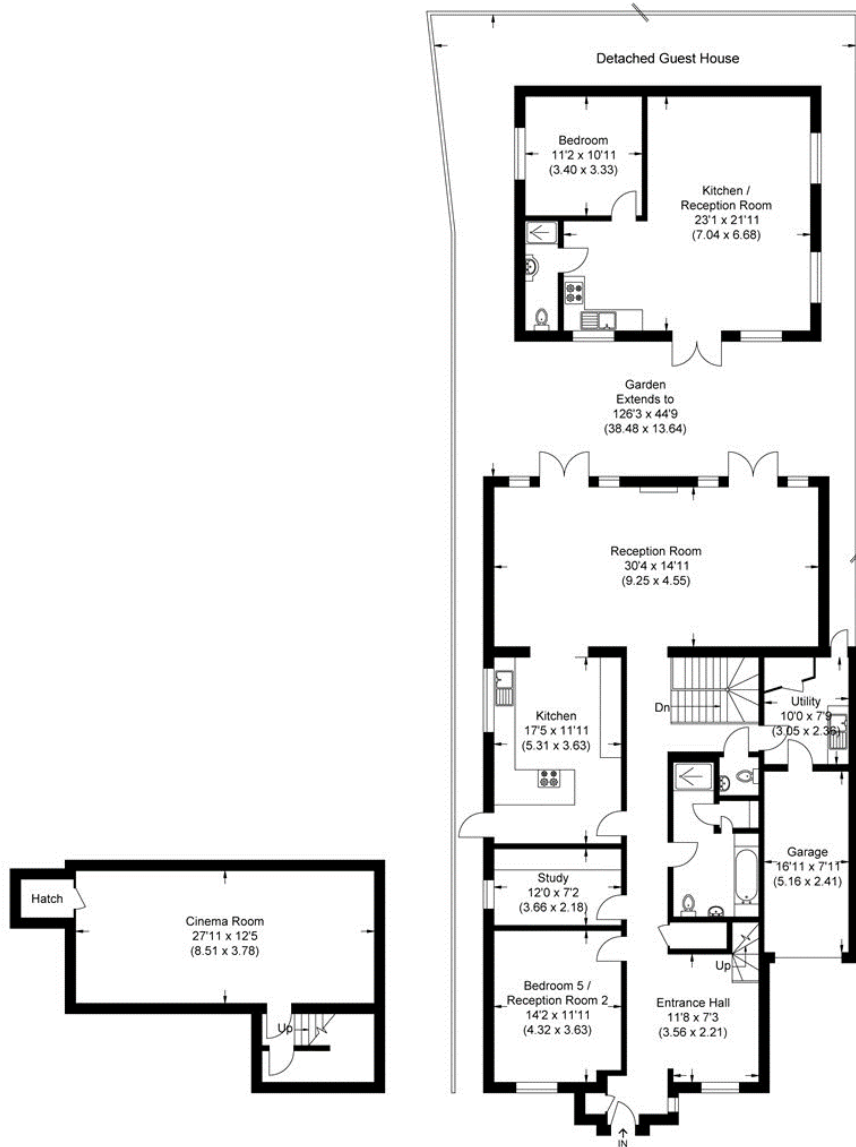 Detached Guest House
Bedroom
11'2 x 10'11
(3.40 x 3.33)
Kitchen /
Reception Room
23'1 x 21'11
(7.04 x 6.68)
Garden
Extends to
126'3 x 44'9
(38.48 x 13.64)
Reception Room
30'4 x 14'11
(9.25 x 4.55)
Kitchen
17'5 x 11'11
(5.31 x 3.63)
Dn
Utility
10'0 x 7'9
(3.05 x 2.36)
Garage
16'11 x 7'11
(5.16 x 2.41)
Study
12'0 x 7'2
(3.66 x 2.18)
Hatch
Cinema Room
27'11 x 12'5
(8.51 x 3.78)
Up
Bedroom 5 /
Reception Room 2
14'2 x 11'11
(4.32 x 3.63)
Up
Entrance Hall
11'8 x 7'3
(3.56 x 2.21)
IN